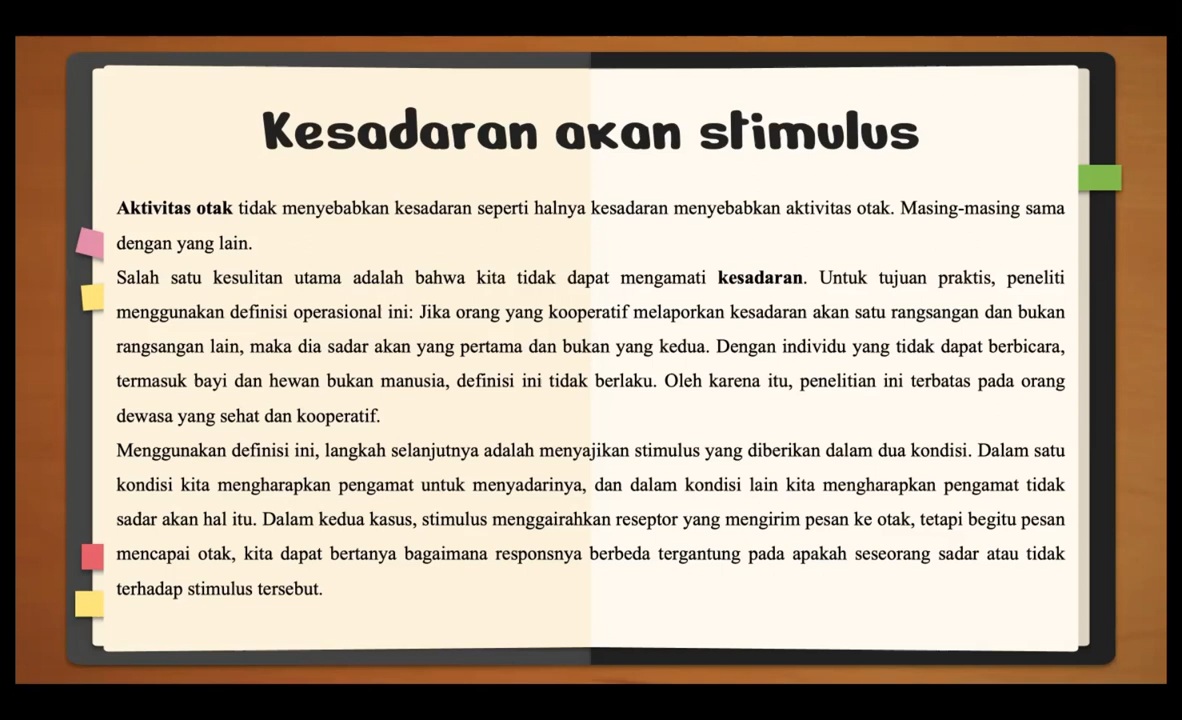 Kesadaran akan stimulus
Aktivitas otak tidak menyebabkan kesadaran seperti halnya kesadaran menyebabkan aktivitas otak. Masing-masing sama
dengan yang lain.
Salah satu kesulitan utama adalah bahwa kita tidak dapat mengamati kesadaran. Untuk tujuan praktis, peneliti
menggunakan definisi operasional ini: Jika orang yang kooperatif melaporkan kesadaran akan satu rangsangan dan bukan
rangsangan lain, maka dia sadar akan yang pertama dan bukan yang kedua. Dengan individu yang tidak dapat berbicara,
termasuk bayi dan hewan bukan manusia, definisi ini tidak berlaku. Oleh karena itu, penelitian ini terbatas pada orang
dewasa yang sehat dan kooperatif.
Menggunakan definisi ini, langkah selanjutnya adalah menyajikan stimulus yang diberikan dalam dua kondisi. Dalam satu
kondisi kita mengharapkan pengamat untuk menyadarinya, dan dalam kondisi lain kita mengharapkan pengamat tidak
sadar akan hal itu. Dalam kedua kasus, stimulus menggairahkan reseptor yang mengirim pesan ke otak, tetapi begitu pesan
mencapai otak, kita dapat bertanya bagaimana responsnya berbeda tergantung pada apakah seseorang sadar atau tidak
terhadap stimulus tersebut.